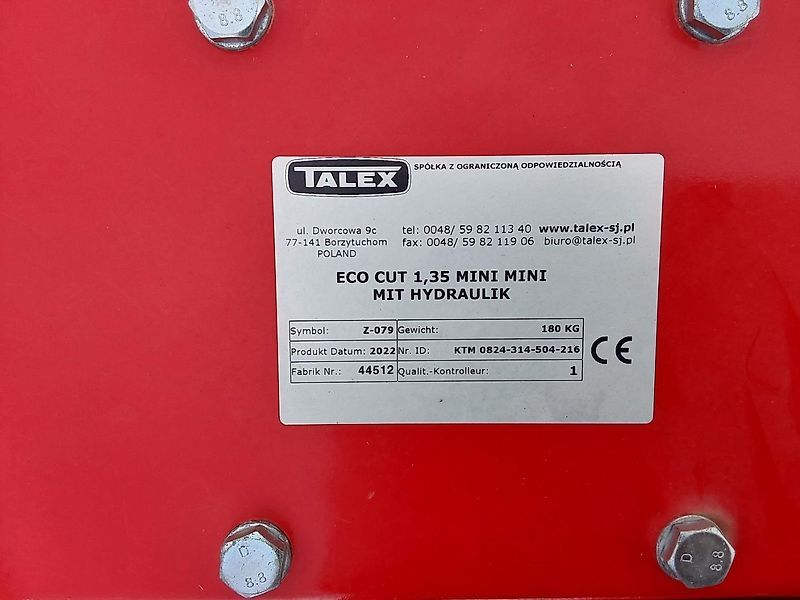 8.8
8.8
TALEX
SPÓŁKA Z OGRANICZONĄ ODPOWIEDZIALNOŚCIĄ
ul. Dworcowa 9c
77-141 Borzytuchom
POLAND
tel: 0048/ 59 82 113 40 www.talex-sj.pl
fax: 0048/ 59 82 119 06 biuro@talex-sj.pl
ECO CUT 1,35 MINI MINI
MIT HYDRAULIK
Symbol: Z-079 Gewicht: 180 KG
Produkt Datum: 2022 Nr. ID: KTM 0824-314-504-216
Fabrik Nr.: 44512 Qualit.-Kontrolleur: 1
CE
D
8.8
D
8.8